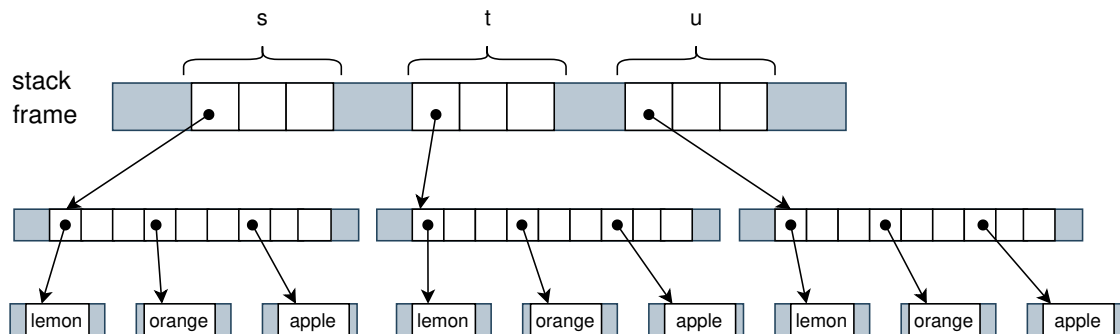 s t u
stack
frame
lemon orange apple lemon orange apple lemon orange apple